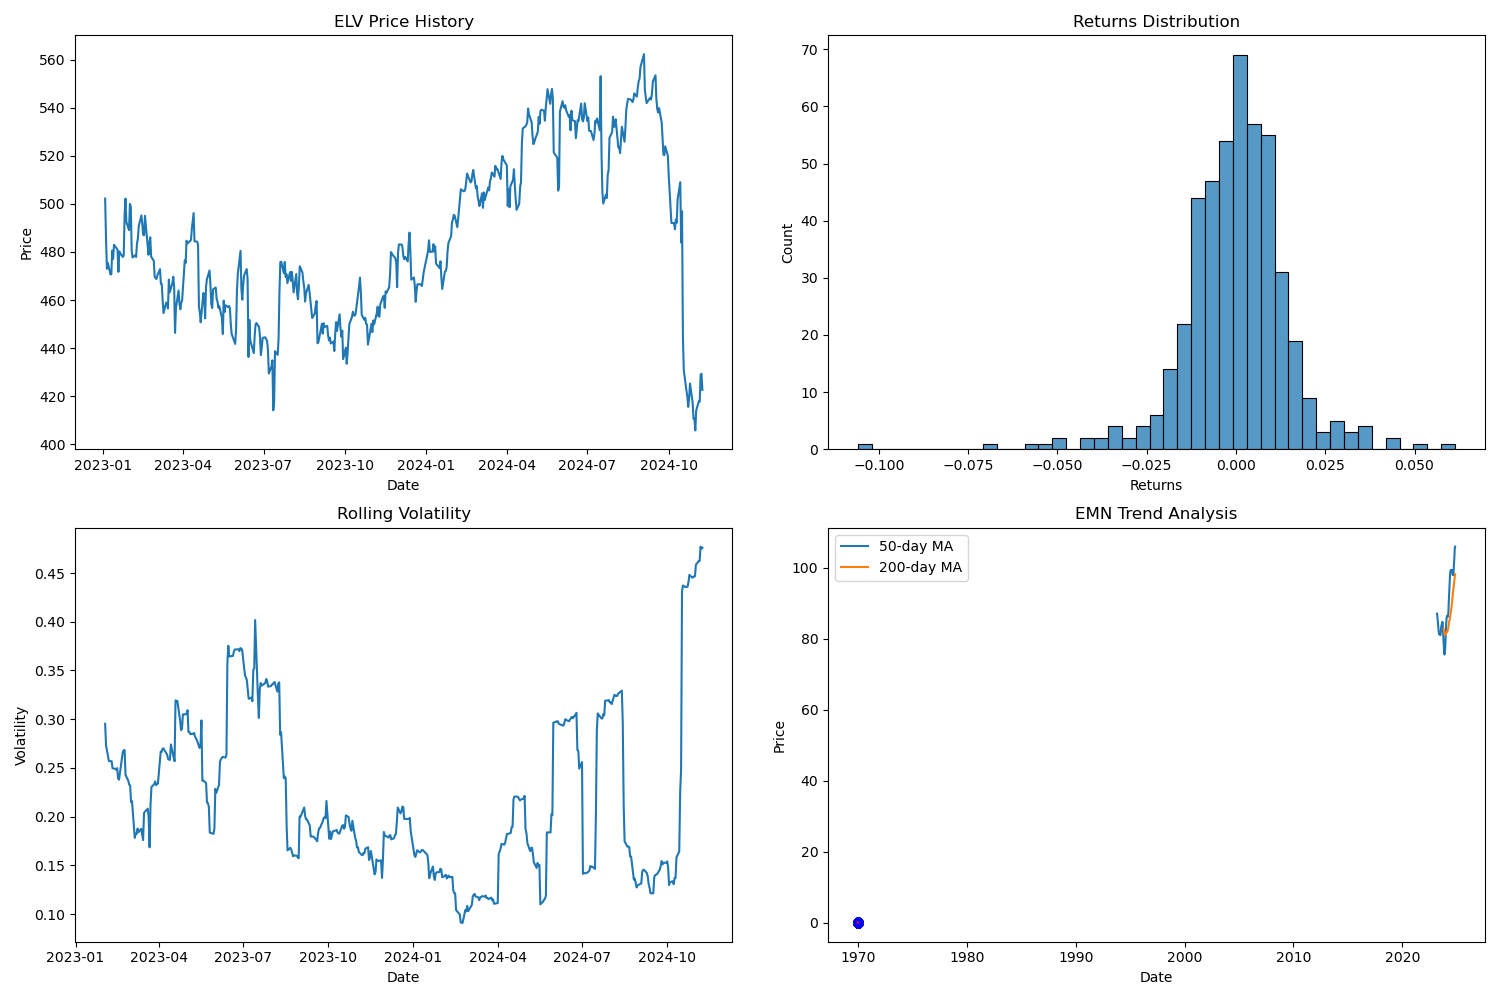 ELV Price History
Price
560
540
520
500
480
460
440
420
400
2023-01 2023-04 2023-07 2023-10 2024-01 2024-04 2024-07 2024-10
Date
Returns Distribution
Count
70
60
50
40
30
20
10
0
−0.100 −0.075 −0.050 −0.025 0.000 0.025 0.050
Returns
Rolling Volatility
Volatility
0.45
0.40
0.35
0.30
0.25
0.20
0.15
0.10
2023-01 2023-04 2023-07 2023-10 2024-01 2024-04 2024-07 2024-10
Date
EMN Trend Analysis
50-day MA
200-day MA
Price
100
80
60
40
20
0
1970 1980 1990 2000 2010 2020
Date